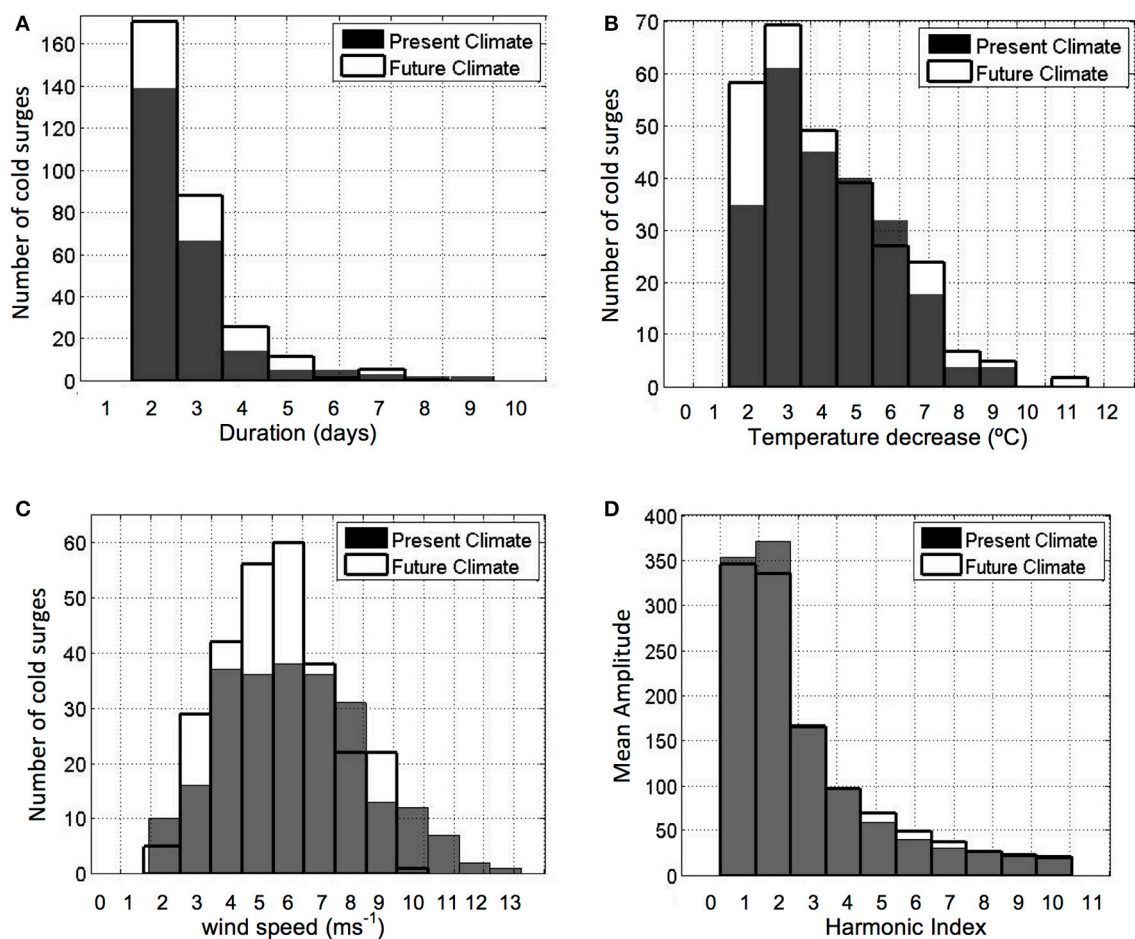 A
Number of cold surges
160
140
120
100
80
60
40
20
0
Present Climate
Future Climate
1 2 3 4 5 6 7 8 9 10
Duration (days)
B
Number of cold surges
70
60
50
40
30
20
10
0
Present Climate
Future Climate
0 1 2 3 4 5 6 7 8 9 10 11 12
Temperature decrease (ºC)
C
Number of cold surges
60
50
40
30
20
10
0
Present Climate
Future Climate
0 1 2 3 4 5 6 7 8 9 10 11 12 13
wind speed (ms⁻¹)
D
Mean Amplitude
400
350
300
250
200
150
100
50
0
Present Climate
Future Climate
0 1 2 3 4 5 6 7 8 9 10 11
Harmonic Index